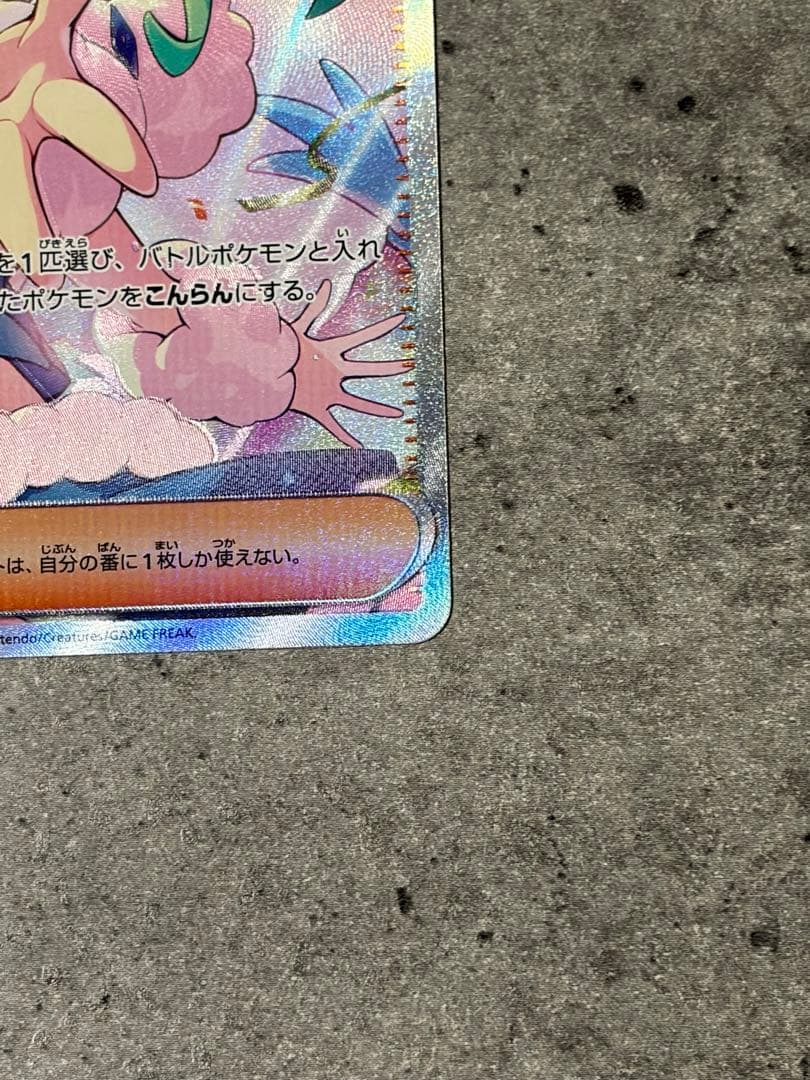 を1匹選び、バトルポケモンと入れ
たポケモンをこんらんにする。
は、自分の番に1枚しか使えない。
tendo/Creatures/GAME FREAK.